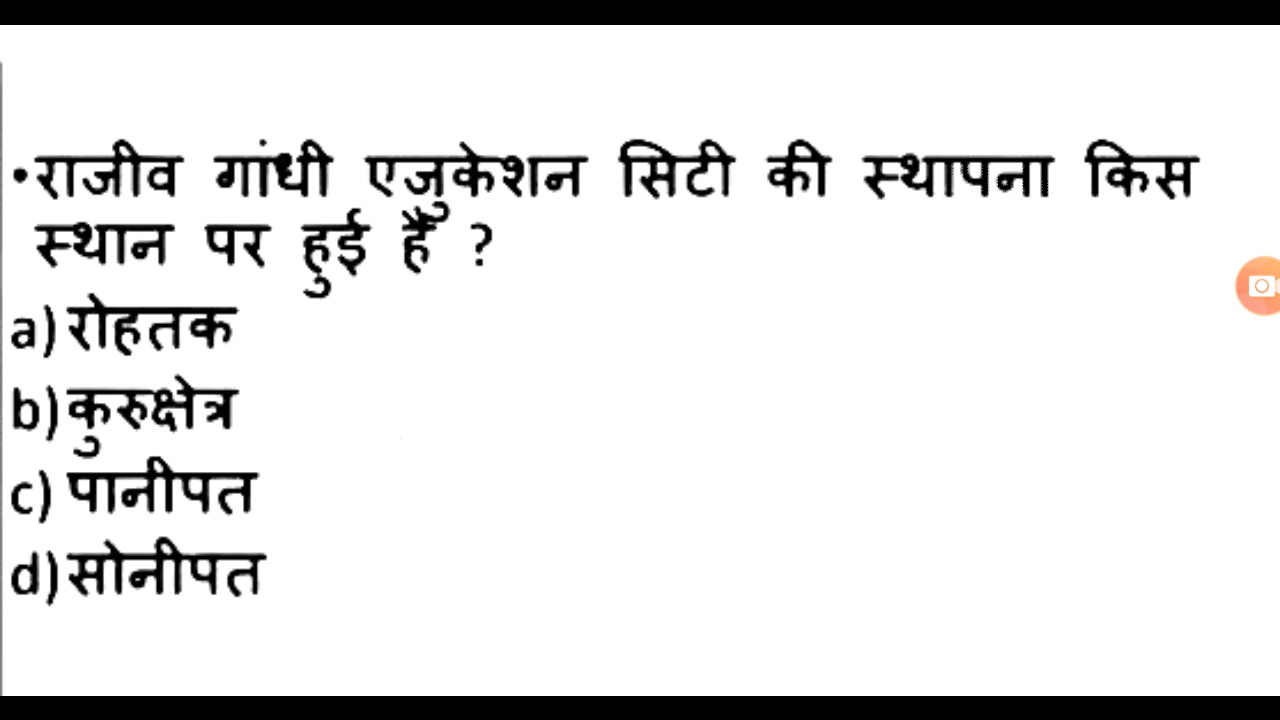 •राजीव गांधी एजुकेशन सिटी की स्थापना किस
स्थान पर हुई हैं ?
a) रोहतक
b) कुरुक्षेत्र
c) पानीपत
d) सोनीपत